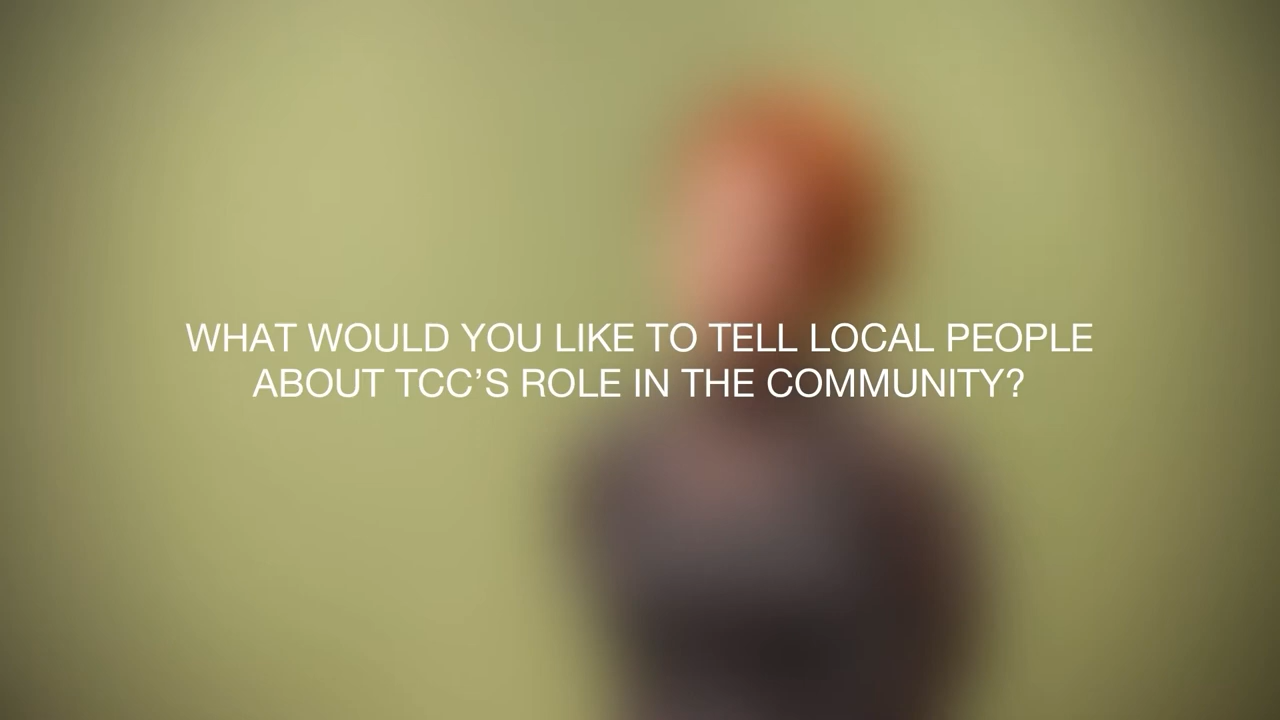 WHAT WOULD YOU LIKE TO TELL LOCAL PEOPLE
ABOUT TCC’S ROLE IN THE COMMUNITY?